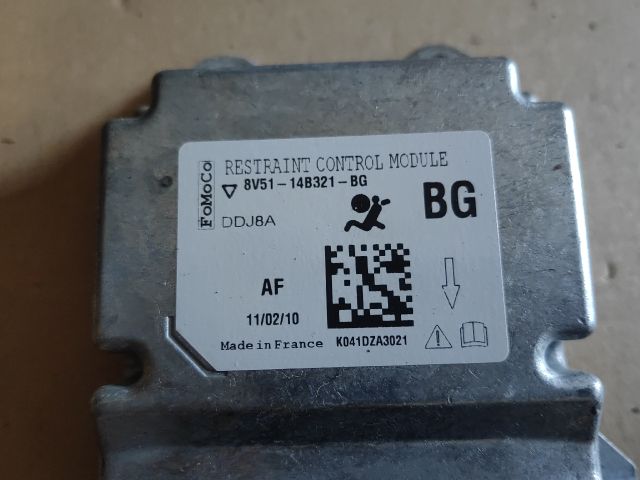 FoMoCo
RESTRAINT CONTROL MODULE
8V51-14B321-BG
DDJ8A
BG
AF
11/02/10
Made in France
K041DZA3021